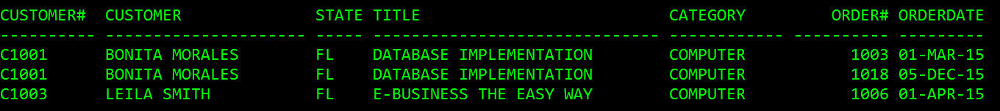 CUSTOMER#  CUSTOMER              STATE TITLE                          CATEGORY         ORDER# ORDERDATE
---------- --------------------- ----- ------------------------------ ------------ ---------- ---------
C1001      BONITA MORALES        FL    DATABASE IMPLEMENTATION        COMPUTER           1003 01-MAR-15
C1001      BONITA MORALES        FL    DATABASE IMPLEMENTATION        COMPUTER           1018 05-DEC-15
C1003      LEILA SMITH           FL    E-BUSINESS THE EASY WAY        COMPUTER           1006 01-APR-15